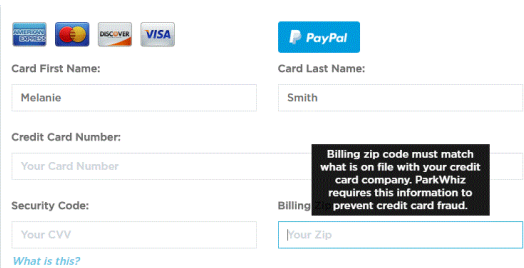 AMERICAN EXPRESS MasterCard DISCOVER VISA PayPal
Card First Name: Card Last Name:
Melanie Smith
Credit Card Number:
Your Card Number
Billing zip code must match
what is on file with your credit
card company. ParkWhiz
requires this information to
prevent credit card fraud.
Security Code: Billing
Your CVV Your Zip
What is this?